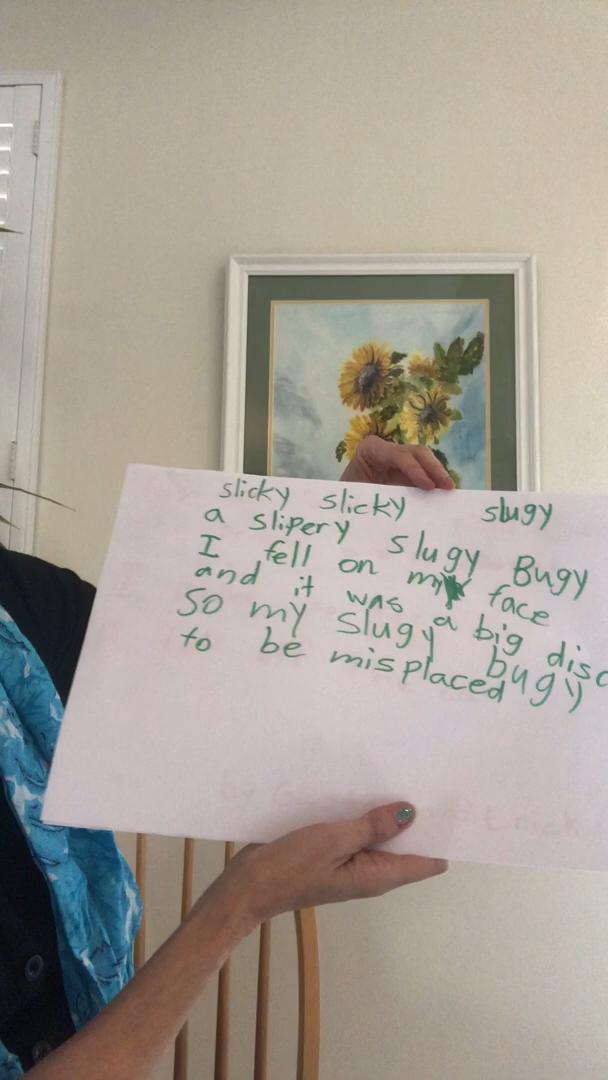 slicky slicky slugy
a slipery slugy Bugy
I fell on my face
and it was a big disc
So my slugy bugy
to be misplaced